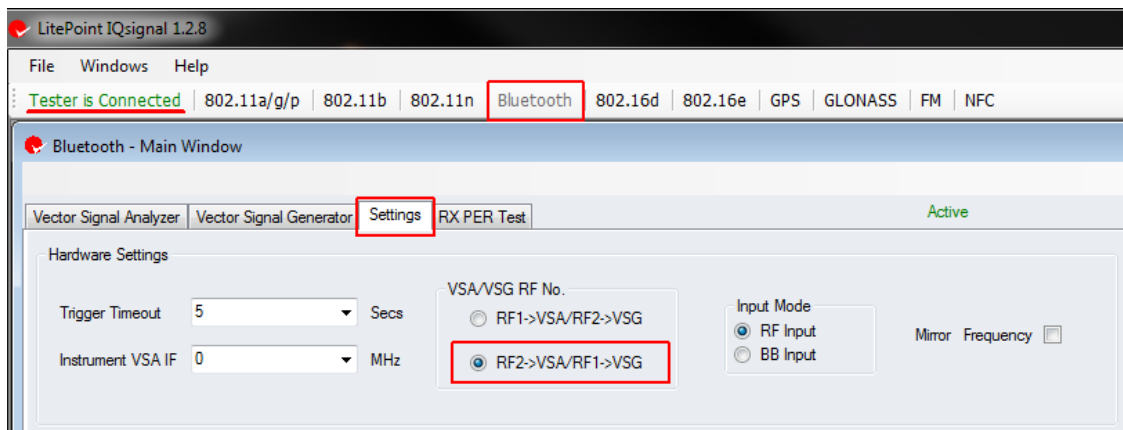 LitePoint IQsignal 1.2.8
File Windows Help
Tester is Connected 802.11a/g/p 802.11b 802.11n Bluetooth 802.16d 802.16e GPS GLONASS FM NFC
Bluetooth - Main Window
Vector Signal Analyzer Vector Signal Generator Settings RX PER Test Active
Hardware Settings
VSA/VSG RF No.
Trigger Timeout 5 Secs RF1->VSA/RF2->VSG
Input Mode
RF Input
Mirror Frequency
Instrument VSA IF 0 MHz RF2->VSA/RF1->VSG
BB Input